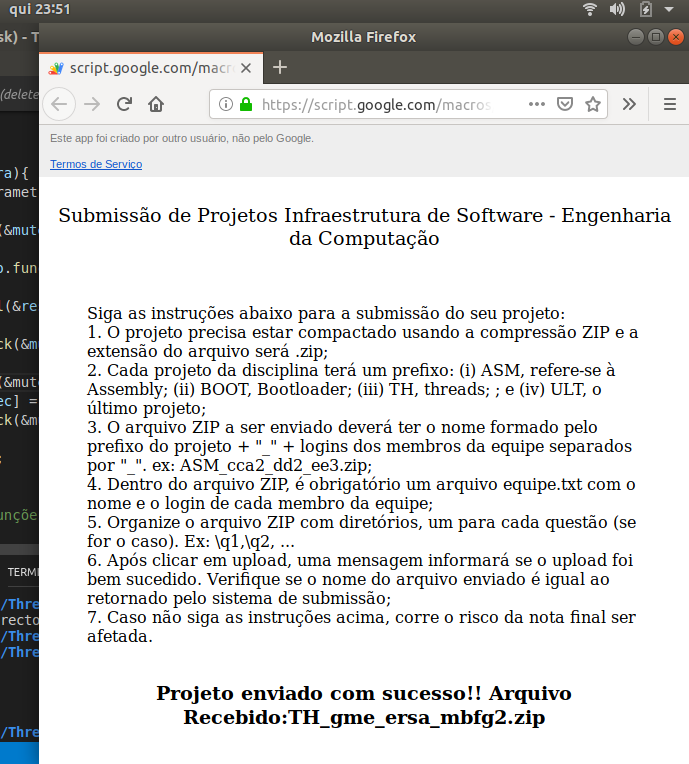 qui 23:51
Mozilla Firefox
script.google.com/macr
https://script.google.com/macros
Este app foi criado por outro usuário, não pelo Google.
Termos de Serviço
Submissão de Projetos Infraestrutura de Software - Engenharia
da Computação
Siga as instruções abaixo para a submissão do seu projeto:
1. O projeto precisa estar compactado usando a compressão ZIP e a
extensão do arquivo será .zip;
2. Cada projeto da disciplina terá um prefixo: (i) ASM, refere-se à
Assembly; (ii) BOOT, Bootloader; (iii) TH, threads; ; e (iv) ULT, o
último projeto;
3. O arquivo ZIP a ser enviado deverá ter o nome formado pelo
prefixo do projeto + "_" + logins dos membros da equipe separados
por "_". ex: ASM_cca2_dd2_ee3.zip;
4. Dentro do arquivo ZIP, é obrigatório um arquivo equipe.txt com o
nome e o login de cada membro da equipe;
5. Organize o arquivo ZIP com diretórios, um para cada questão (se
for o caso). Ex: \q1,\q2, ...
6. Após clicar em upload, uma mensagem informará se o upload foi
bem sucedido. Verifique se o nome do arquivo enviado é igual ao
retornado pelo sistema de submissão;
7. Caso não siga as instruções acima, corre o risco da nota final ser
afetada.
Projeto enviado com sucesso!! Arquivo
Recebido:TH_gme_ersa_mbfg2.zip
sk) - T
(delete
ra){
ramet
(&mut
o.fun
l(&re
ck(&m
(&mut
ec] =
ck(&m
;
unçõe
TERMI
/Thre
recto
/Thre
/Thre
/Thre